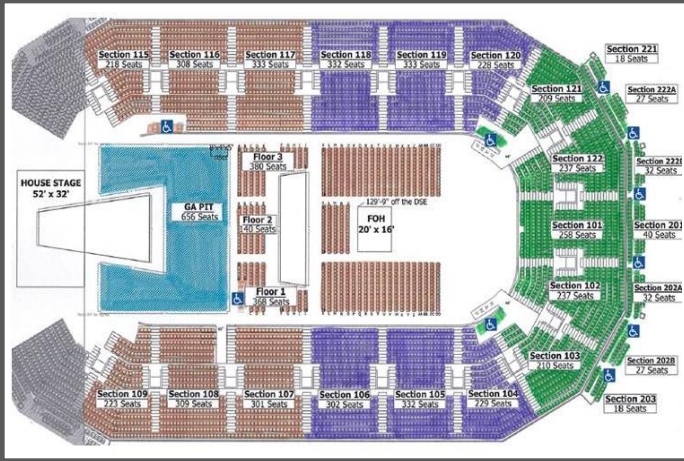 Section 115
218 Seats
Section 116
308 Seats
Section 117
333 Seats
Section 118
332 Seats
Section 119
333 Seats
Section 120
228 Seats
Section 221
18 Seats
Section 121
209 Seats
Section 222A
27 Seats
Floor 3
380 Seats
Section 122
237 Seats
Section 222B
32 Seats
HOUSE STAGE
52' x 32'
GA PIT
656 Seats
Floor 2
140 Seats
129'-9" off the DSE
FOH
20' x 16'
Section 101
258 Seats
Section 201
40 Seats
Floor 1
368 Seats
Section 102
237 Seats
Section 202A
32 Seats
Section 103
210 Seats
Section 202B
27 Seats
Section 109
223 Seats
Section 108
309 Seats
Section 107
301 Seats
Section 106
302 Seats
Section 105
332 Seats
Section 104
229 Seats
Section 203
18 Seats